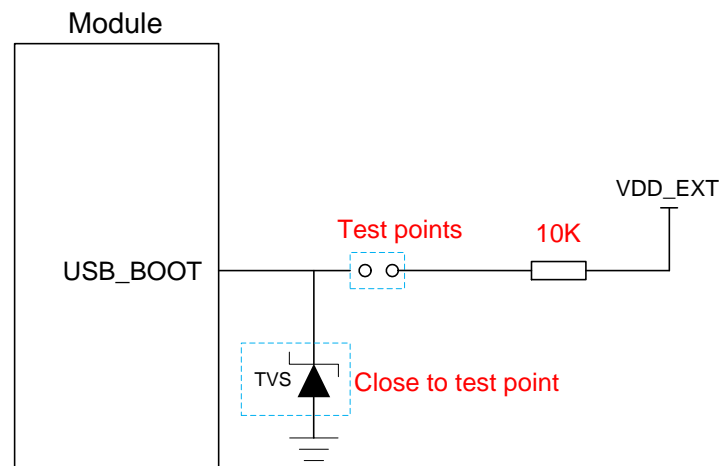 Module
VDD_EXT
Test points
10K
USB_BOOT
TVS
Close to test point